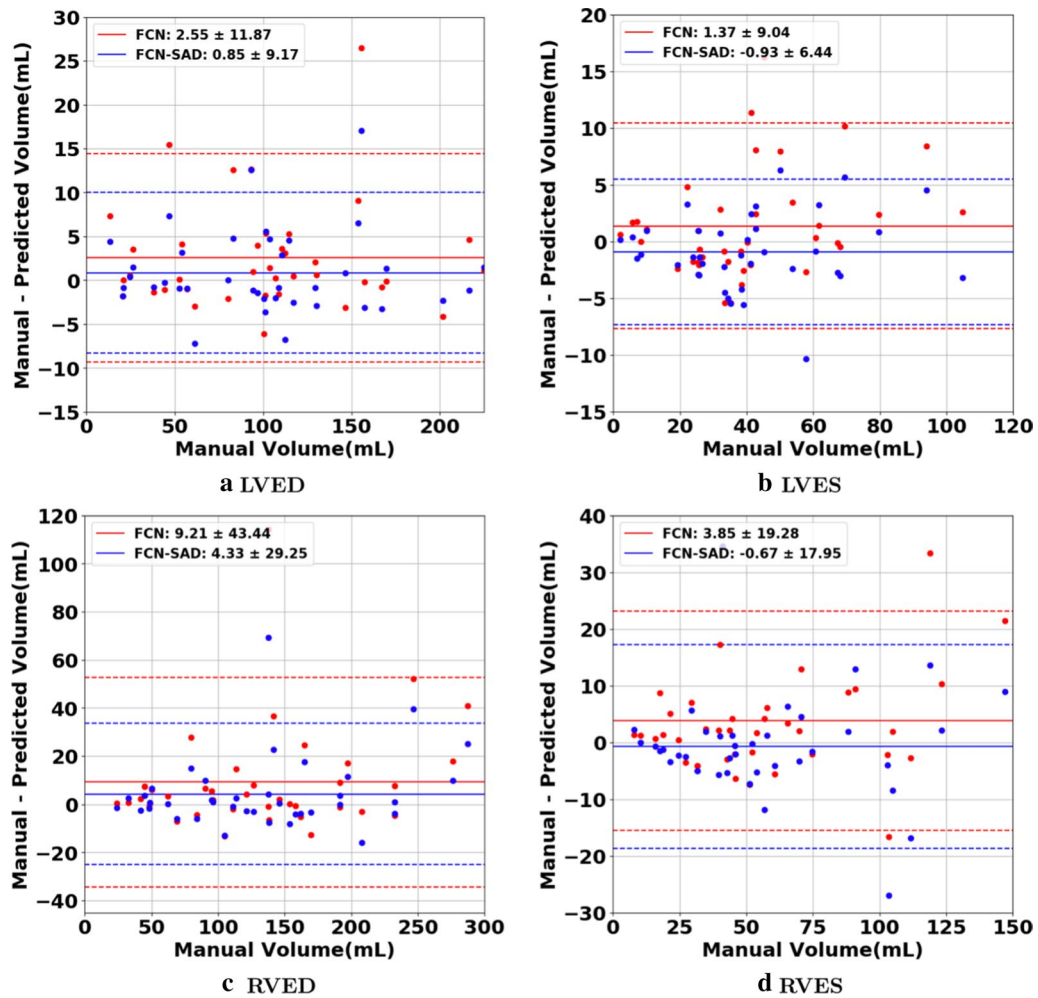 FCN: 2.55 ± 11.87
FCN-SAD: 0.85 ± 9.17
Manual - Predicted Volume(mL)
30
25
20
15
10
5
0
−5
−10
−15
0 50 100 150 200
Manual Volume(mL)
a LVED
FCN: 1.37 ± 9.04
FCN-SAD: -0.93 ± 6.44
Manual - Predicted Volume(mL)
20
15
10
5
0
−5
−10
−15
0 20 40 60 80 100 120
Manual Volume(mL)
b LVES
FCN: 9.21 ± 43.44
FCN-SAD: 4.33 ± 29.25
Manual - Predicted Volume(mL)
120
100
80
60
40
20
0
−20
−40
0 50 100 150 200 250 300
Manual Volume(mL)
c RVED
FCN: 3.85 ± 19.28
FCN-SAD: -0.67 ± 17.95
Manual - Predicted Volume(mL)
40
30
20
10
0
−10
−20
−30
0 25 50 75 100 125 150
Manual Volume(mL)
d RVES